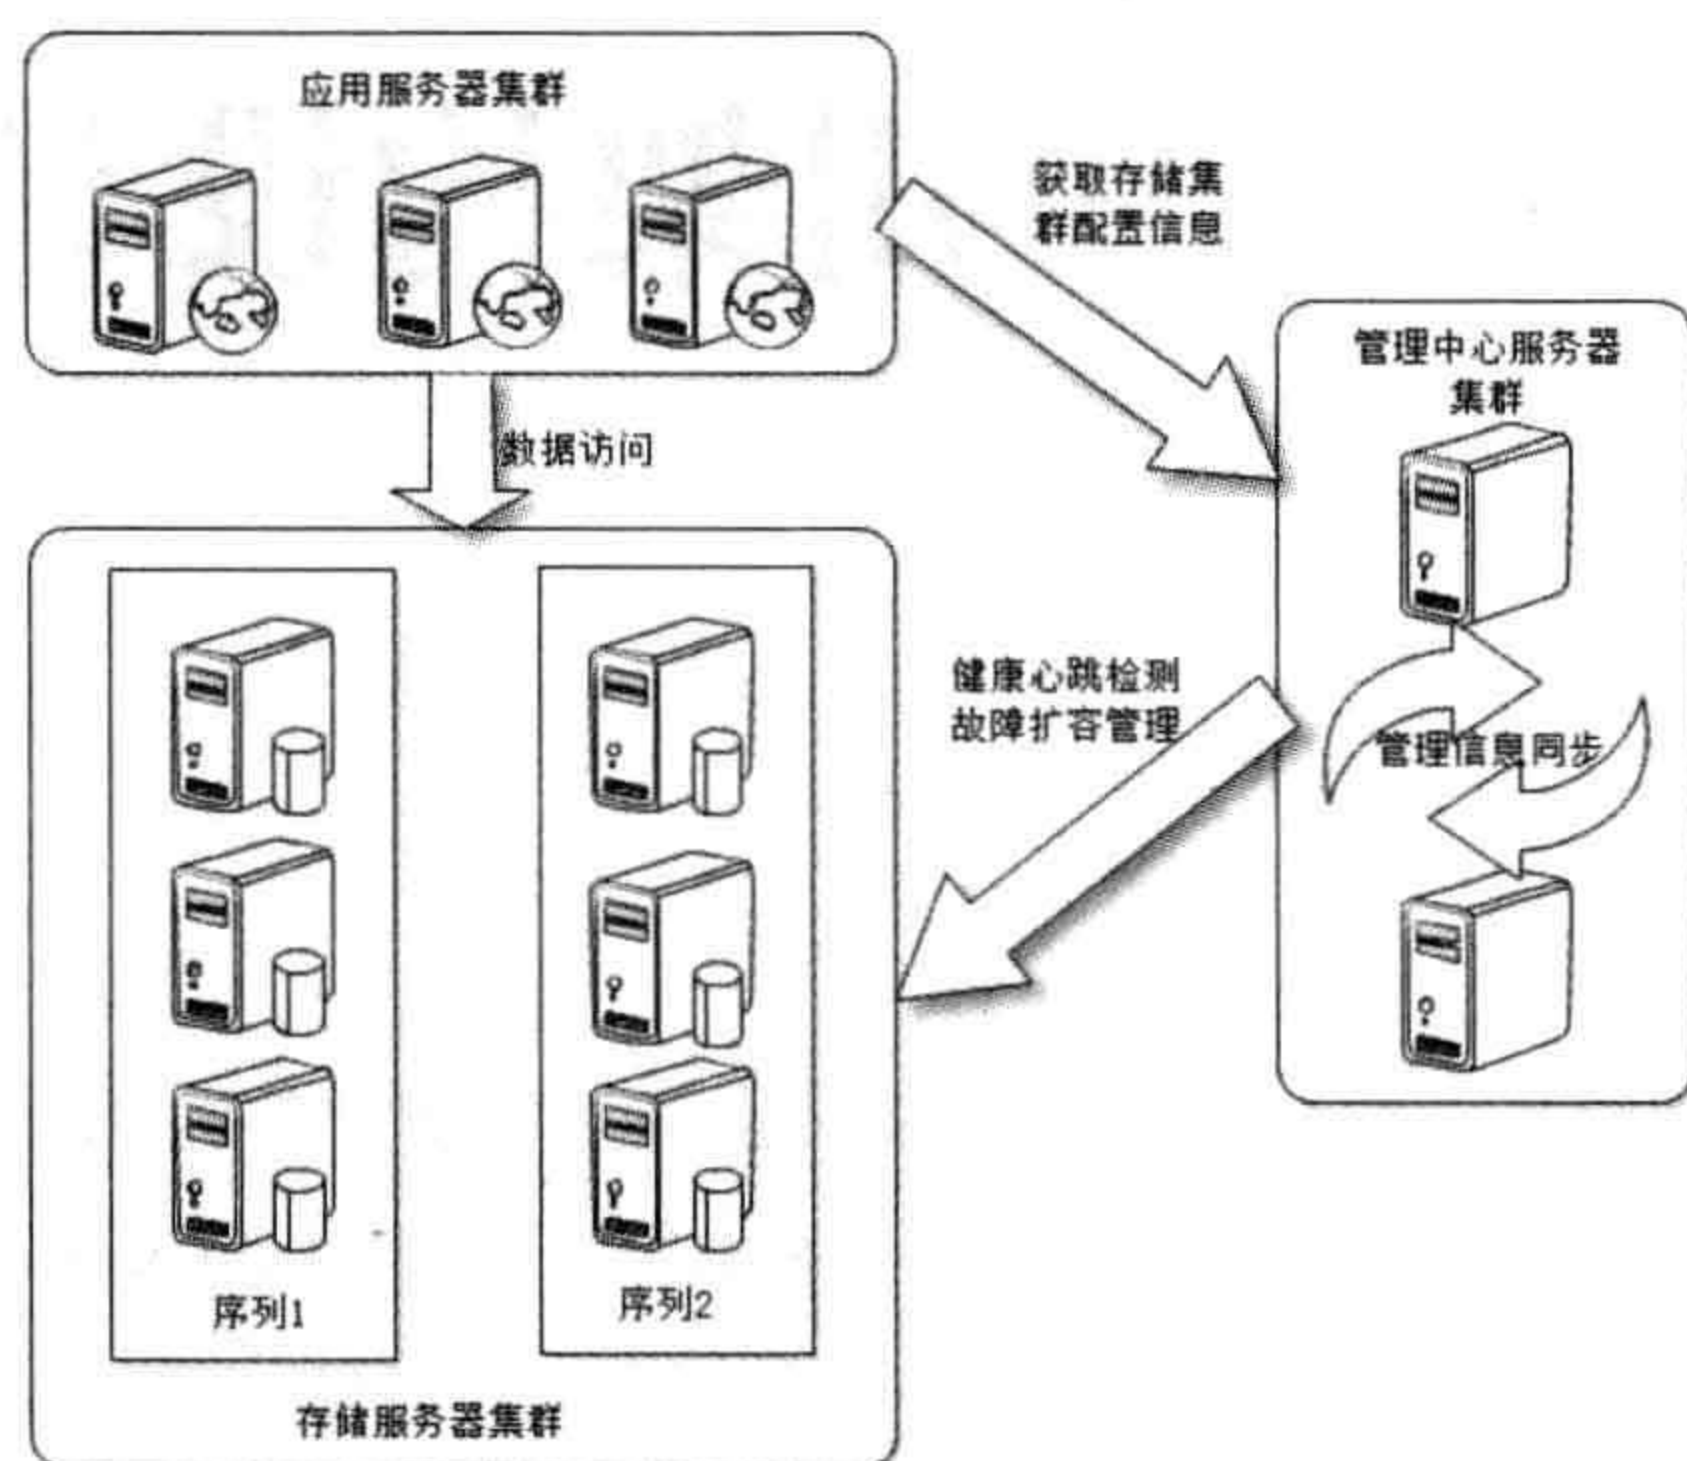 应用服务器集群
获取存储集
群配置信息
管理中心服务器
集群
数据访问
健康心跳检测
故障扩容管理
管理信息同步
序列1
序列2
存储服务器集群